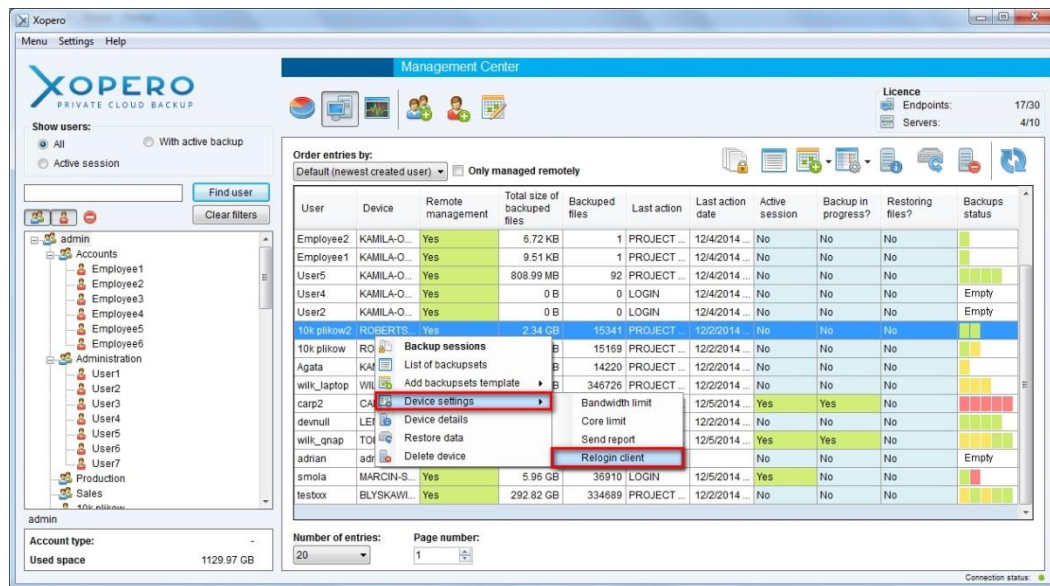 Xopero
Menu Settings Help
XOPERO
PRIVATE CLOUD BACKUP
Show users:
All With active backup
Active session
Find user
Clear filters
admin
Accounts
Employee1
Employee2
Employee3
Employee4
Employee5
Employee6
Administration
User1
User2
User3
User4
User5
User6
User7
Production
Sales
10k plikow
admin
Account type: -
Used space 1129.97 GB
Management Center
Licence
Endpoints: 17/30
Servers: 4/10
Order entries by:
Default (newest created user) Only managed remotely
User Device Remote management Total size of backuped files Backuped files Last action Last action date Active session Backup in progress? Restoring files? Backups status
Employee2 KAMILA-O... Yes 6.72 KB 1 PROJECT ... 12/4/2014 ... No No No
Employee1 KAMILA-O... Yes 9.51 KB 1 PROJECT ... 12/4/2014 ... No No No
User5 KAMILA-O... Yes 808.99 MB 92 PROJECT ... 12/4/2014 ... No No No
User4 KAMILA-O... Yes 0 B 0 LOGIN 12/4/2014 ... No No No Empty
User2 KAMILA-O... Yes 0 B 0 LOGIN 12/4/2014 ... No No No Empty
10k plikow2 ROBERTS... Yes 2.34 GB 15341 PROJECT ... 12/2/2014 ... No No No
10k plikow RO B 15169 PROJECT ... 12/2/2014 ... No No No
Agata KA B 14220 PROJECT ... 12/2/2014 ... No No No
wilk_laptop WIL B 346726 PROJECT ... 12/2/2014 ... No No No
carp2 CA 12/5/2014 ... Yes Yes No
devnull LE 12/2/2014 ... No No No
wilk_qnap TO 12/5/2014 ... Yes Yes No
adrian adr No No No Empty
smola MARCIN-S... Yes 5.96 GB 36910 LOGIN 12/5/2014 ... Yes No No
testxx BLYSKAWI... Yes 292.82 GB 334689 PROJECT ... 12/2/2014 ... No No No
Backup sessions
List of backupsets
Add backupsets template
Device settings
Device details
Restore data
Delete device
Bandwidth limit
Core limit
Send report
Relogin client
Number of entries: Page number:
20 1
Connection status: